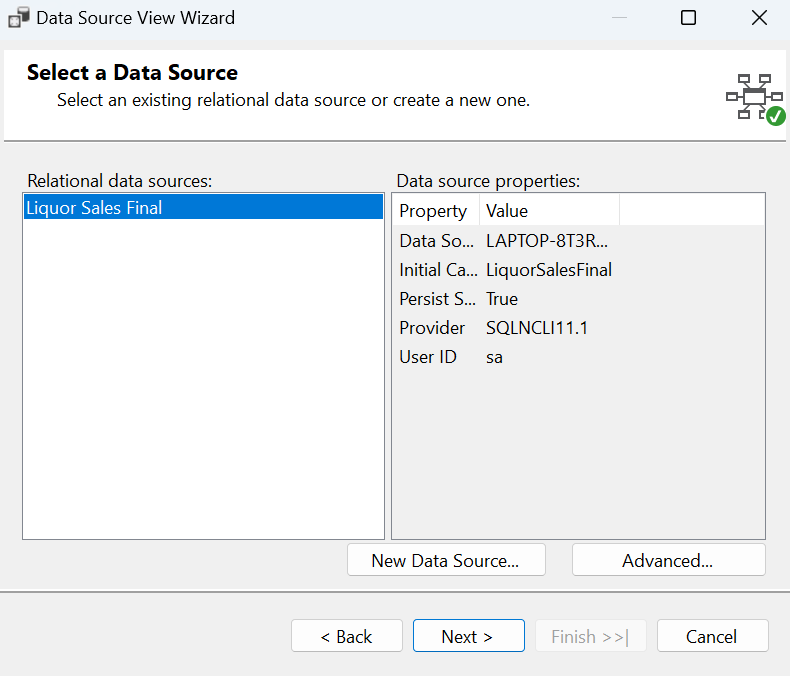 Data Source View Wizard
Select a Data Source
Select an existing relational data source or create a new one.
Relational data sources:
Liquor Sales Final
Data source properties:
Property Value
Data So... LAPTOP-8T3R...
Initial Ca... LiquorSalesFinal
Persist S... True
Provider SQLNCLI11.1
User ID sa
New Data Source... Advanced...
< Back Next > Finish >>| Cancel